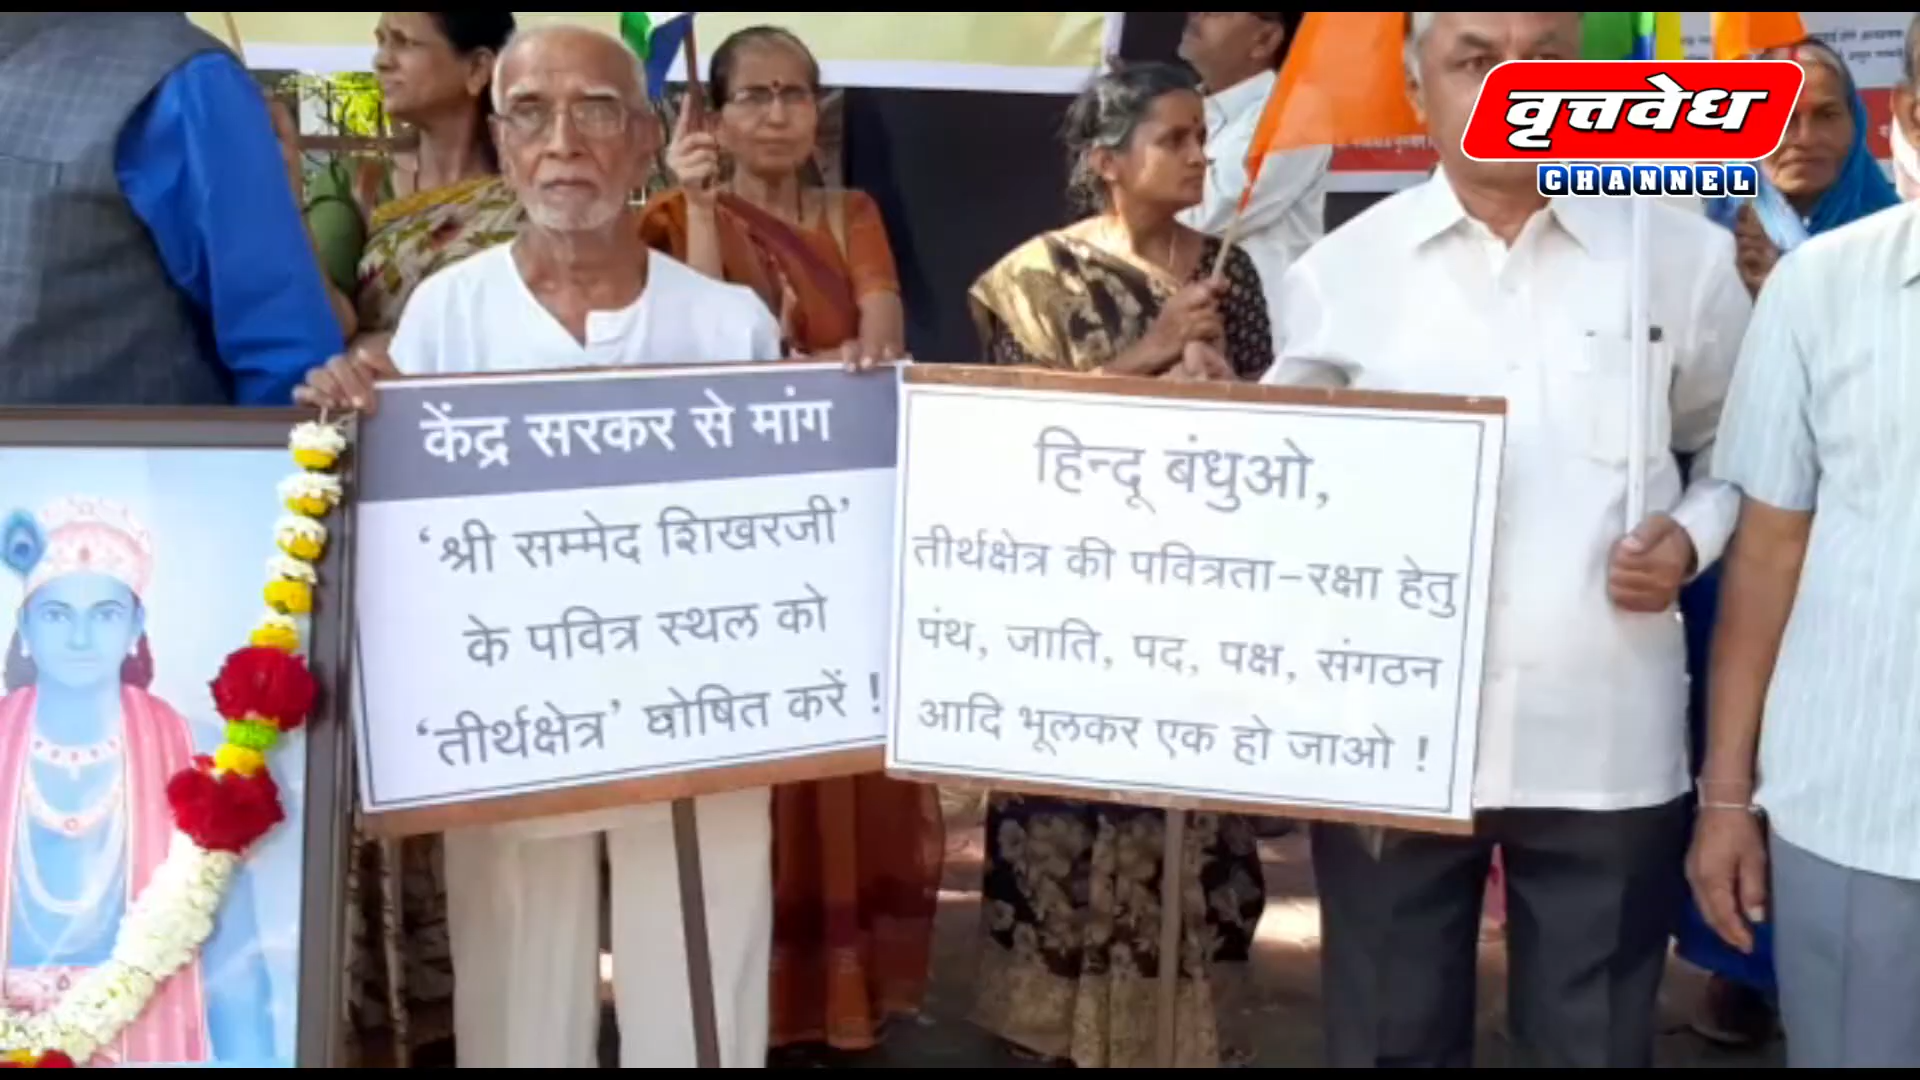 वृत्तवेध
CHANNEL
केंद्र सरकर से मांग
‘श्री सम्मेद शिखरजी’
के पवित्र स्थल को
‘तीर्थक्षेत्र’ घोषित करें !
हिन्दू बंधुओ,
तीर्थक्षेत्र की पवित्रता-रक्षा हेतु
पंथ, जाति, पद, पक्ष, संगठन
आदि भूलकर एक हो जाओ !